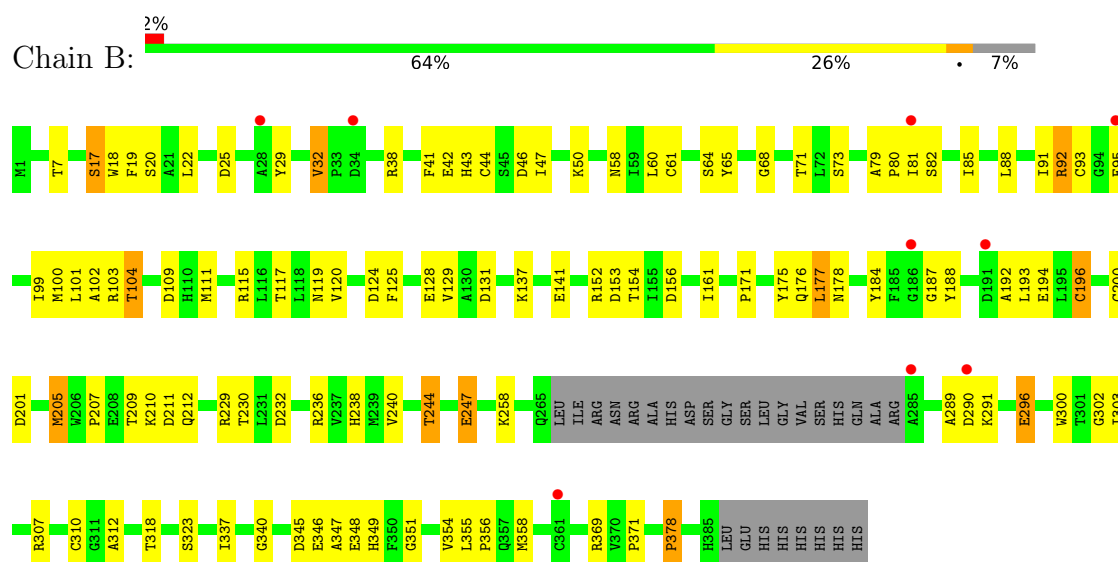 2%
Chain B:
64% 26% • 7%
M1 T7 S17 W18 F19 S20 A21 L22 D25 A28 Y29 V32 P33 D34 R38 F41 E42 H43 C44 S45 D46 I47 K50 N58 I59 L60 C61 S64 Y65 G68 T71 L72 S73 A79 P80 I81 S82 I85 L88 I91 R92 C93 G94 E95
I99 M100 L101 A102 R103 T104 D109 H110 M111 R115 L116 T117 L118 N119 V120 D124 F125 E128 V129 A130 D131 K137 E141 R152 D153 T154 I155 D156 I161 P171 Y175 Q176 L177 N178 Y184 F185 G186 G187 Y188 D191 A192 L193 E194 L195 C196 G200
D201 M205 W206 P207 E208 T209 K210 D211 Q212 R229 T230 L231 D232 R236 V237 H238 M239 V240 T244 E247 K258 Q265 LEU ILE ARG ASN ARG ALA HIS ASP SER GLY SER LEU GLY VAL SER HIS GLN ALA ARG A285 A289 D290 K291 E296 W300 T301 G302 I303
R307 C310 G311 A312 T318 S323 I337 G340 D345 E346 A347 E348 H349 F350 G351 V354 L355 P356 Q357 M358 C361 R369 V370 P371 P378 H385 LEU GLU HIS HIS HIS HIS HIS HIS